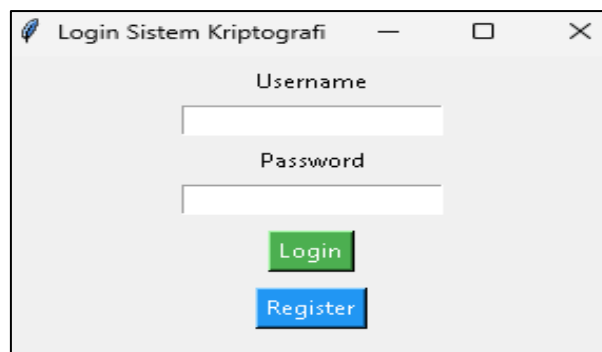 Login Sistem Kriptografi
Username
Password
Login
Register